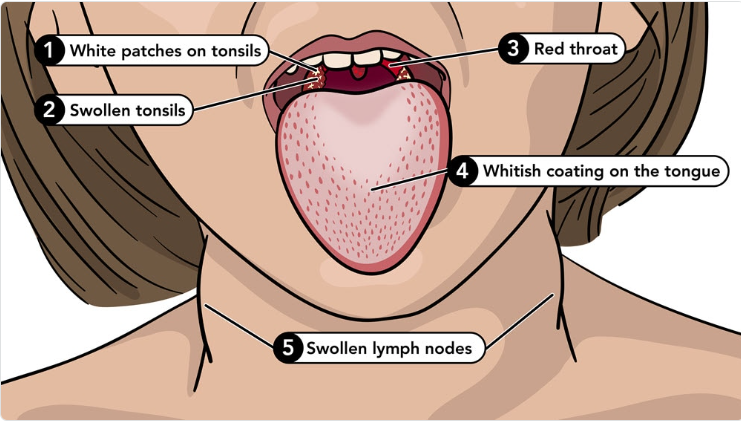 1 White patches on tonsils
2 Swollen tonsils
3 Red throat
4 Whitish coating on the tongue
5 Swollen lymph nodes